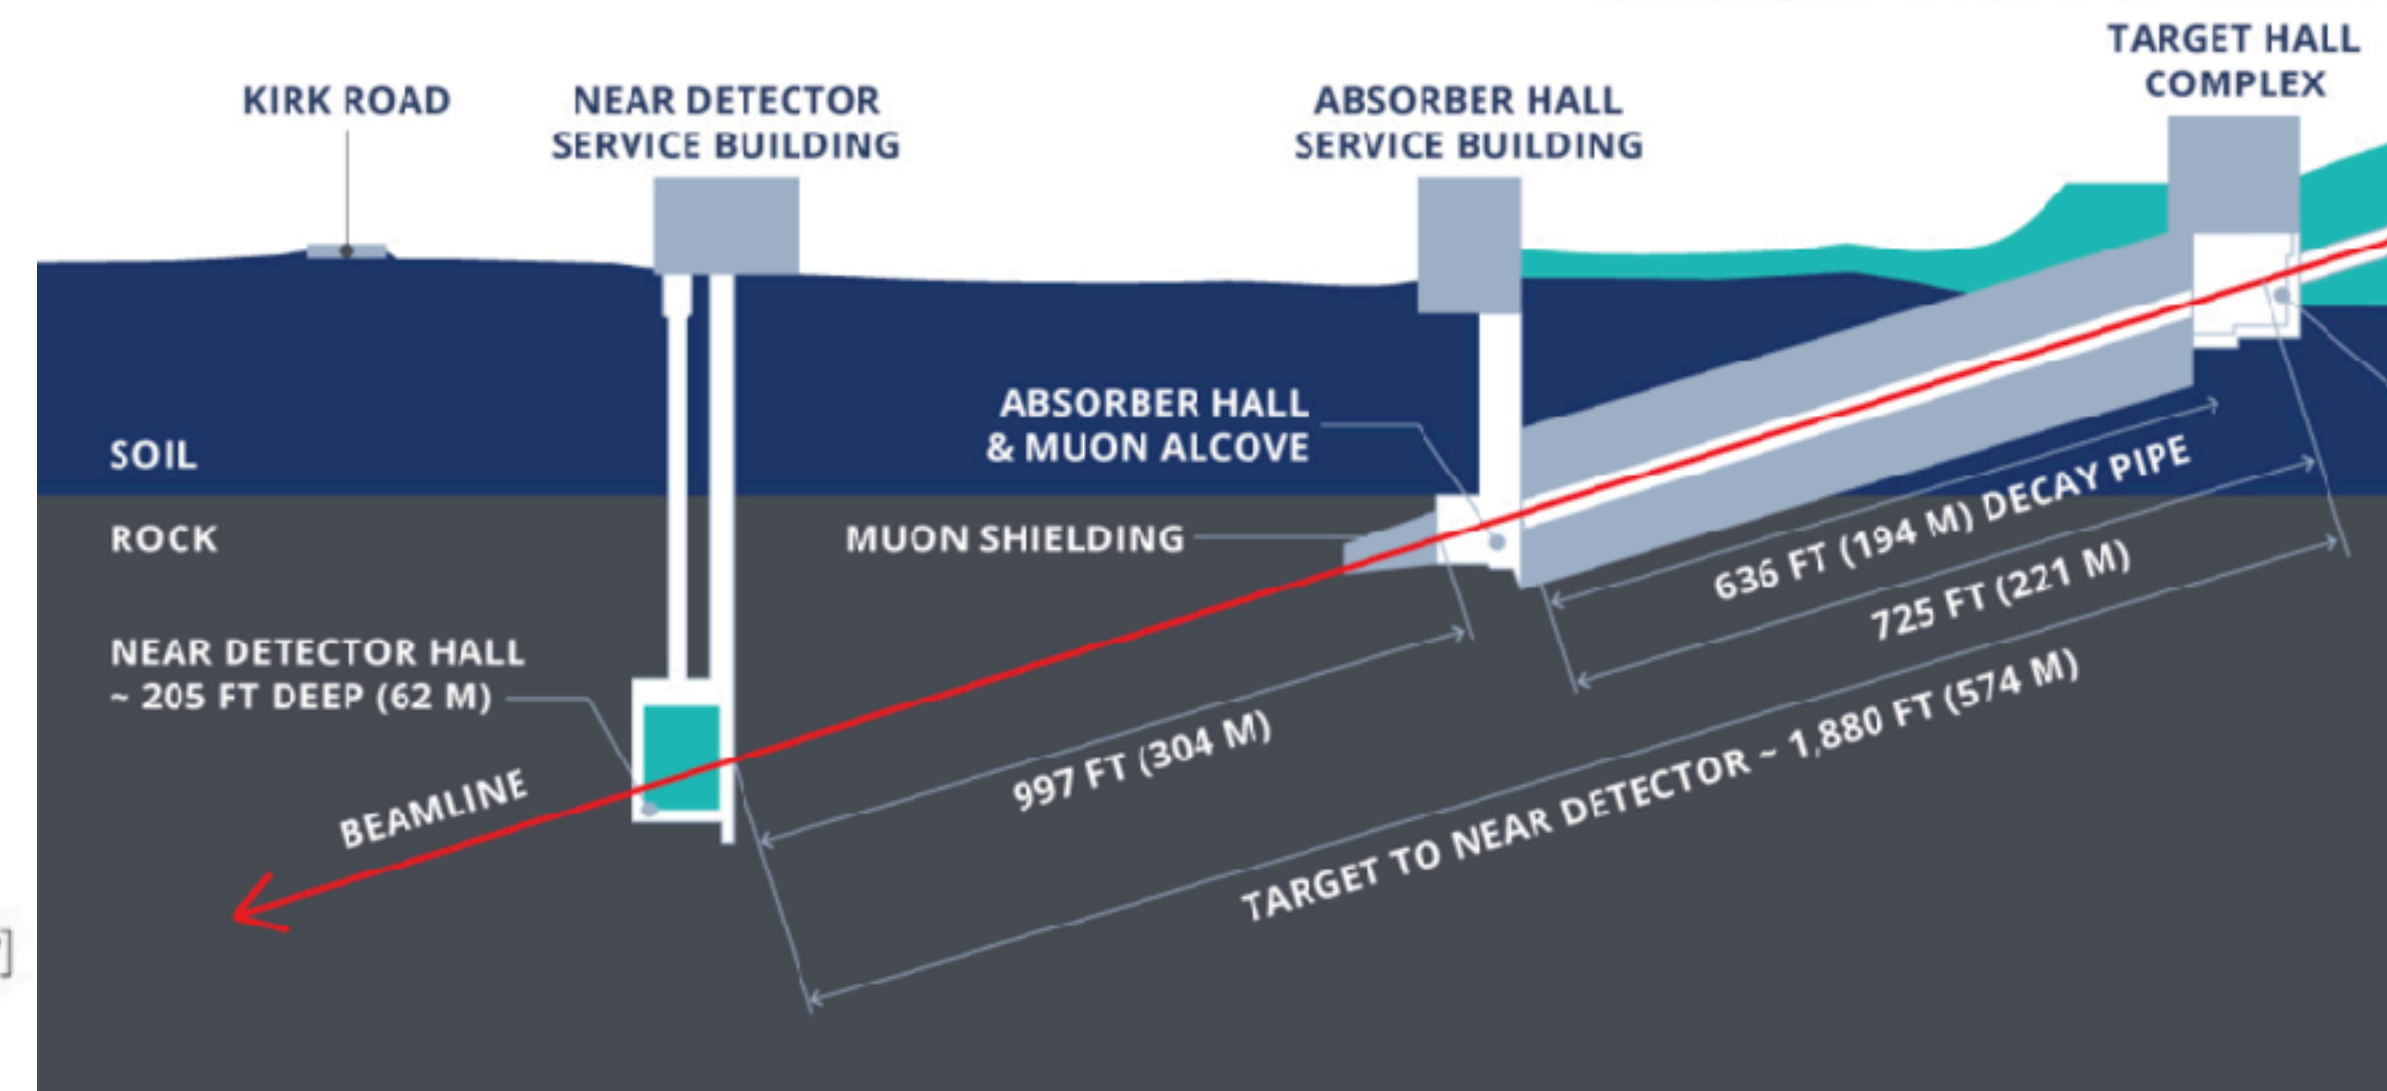 TARGET HALL
COMPLEX
KIRK ROAD
NEAR DETECTOR
SERVICE BUILDING
ABSORBER HALL
SERVICE BUILDING
ABSORBER HALL
& MUON ALCOVE
SOIL
ROCK
MUON SHIELDING
636 FT (194 M) DECAY PIPE
725 FT (221 M)
NEAR DETECTOR HALL
~ 205 FT DEEP (62 M)
997 FT (304 M)
TARGET TO NEAR DETECTOR ~ 1,880 FT (574 M)
BEAMLINE
]